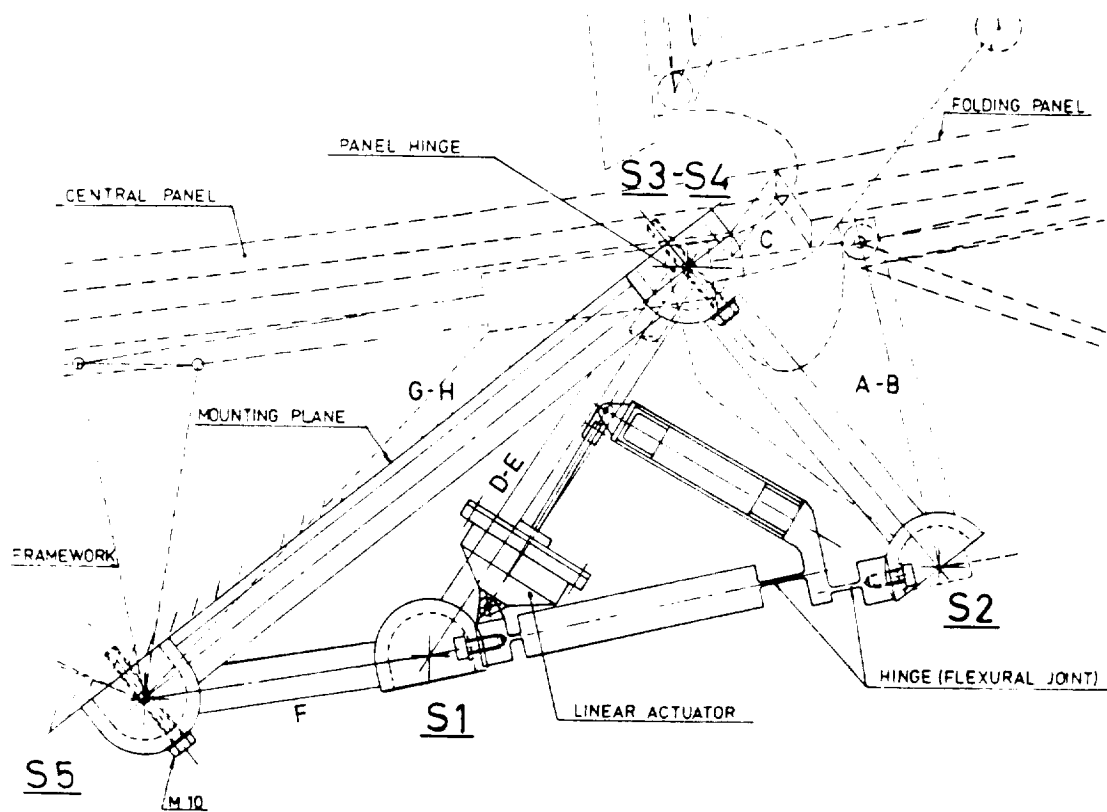 FOLDING PANEL
PANEL HINGE
S3-S4
CENTRAL PANEL
C
G-H
A-B
MOUNTING PLANE
D-E
FRAMEWORK
S2
HINGE (FLEXURAL JOINT)
F
S1
LINEAR ACTUATOR
S5
M 10